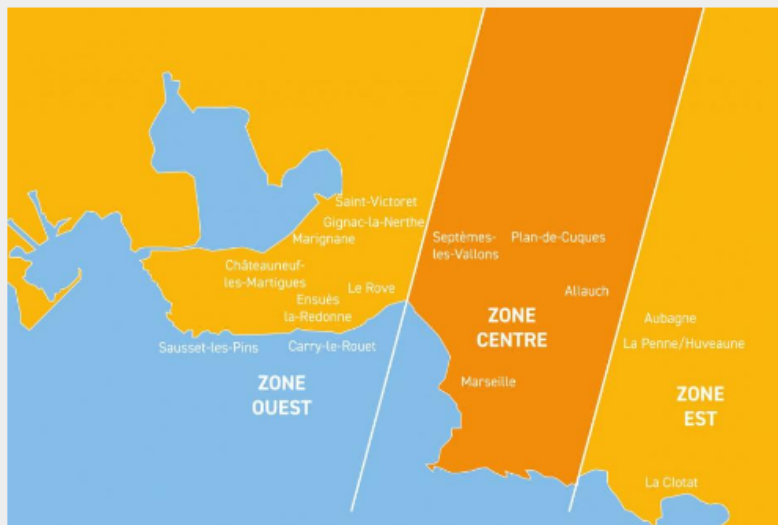 Saint-Victoret
Gignac-la-Nerthe
Marignane
Châteauneuf-
les-Martigues
Le Rove
Ensuès
la-Redonne
Sausset-les-Pins
Carry-le-Rouet
ZONE
OUEST
Septèmes-
les-Vallons
Plan-de-Cuques
Allauch
ZONE
CENTRE
Marseille
Aubagne
La Penne/Huveaune
ZONE
EST
La Ciotat